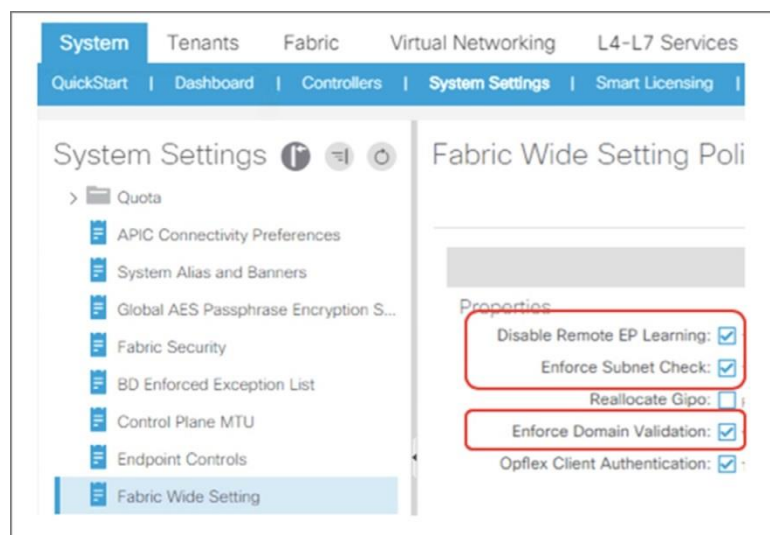 System Tenants Fabric Virtual Networking L4-L7 Services
QuickStart | Dashboard | Controllers | System Settings | Smart Licensing |
System Settings
Quota
APIC Connectivity Preferences
System Alias and Banners
Global AES Passphrase Encryption S...
Fabric Security
BD Enforced Exception List
Control Plane MTU
Endpoint Controls
Fabric Wide Setting
Fabric Wide Setting Poli
Properties
Disable Remote EP Learning:
Enforce Subnet Check:
Reallocate Gipo:
Enforce Domain Validation:
Opflex Client Authentication: